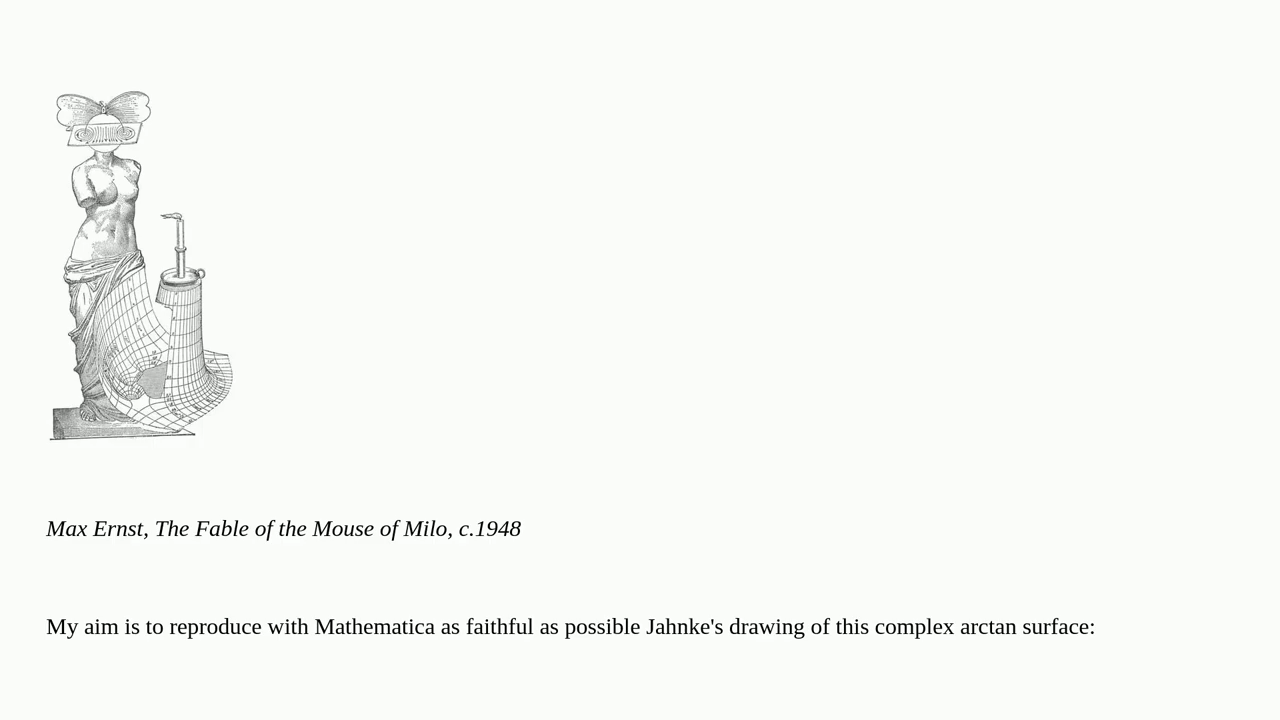 Max Ernst, The Fable of the Mouse of Milo, c.1948
My aim is to reproduce with Mathematica as faithful as possible Jahnke's drawing of this complex arctan surface: